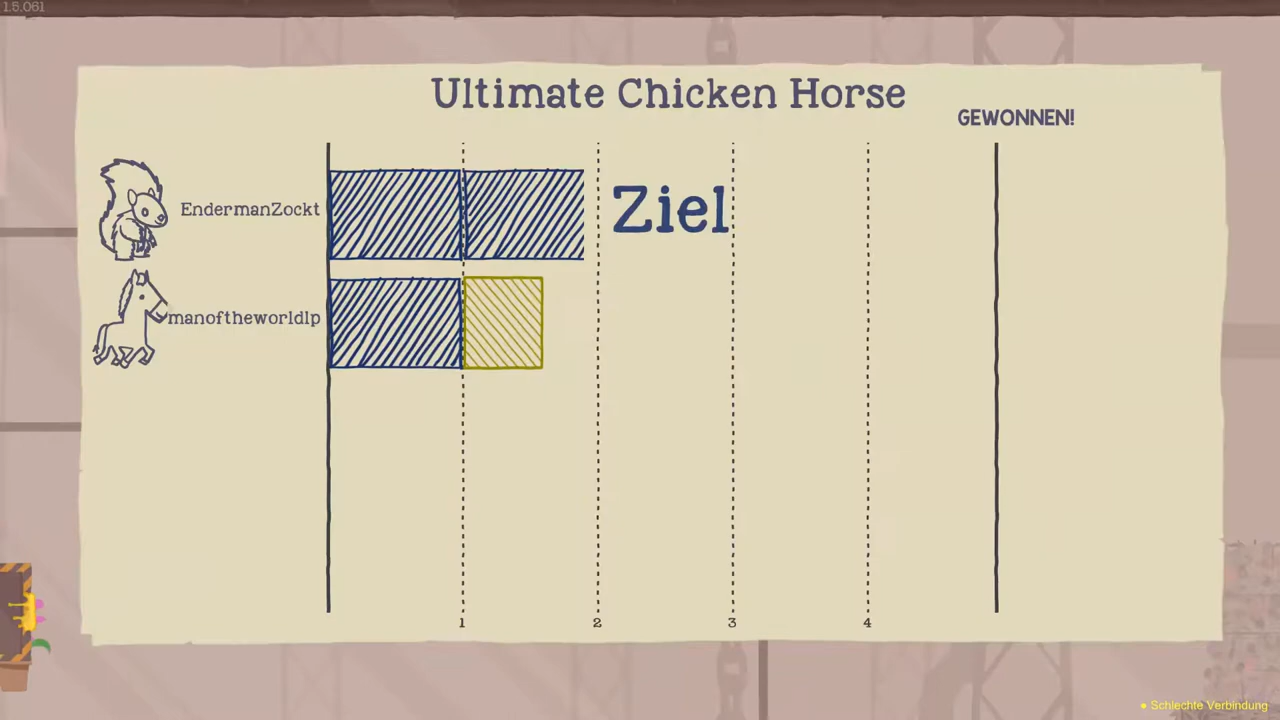 1.5.061
Ultimate Chicken Horse
GEWONNEN!
EndermanZockt
Ziel
manoftheworldlp
1 2 3 4
● Schlechte Verbindung